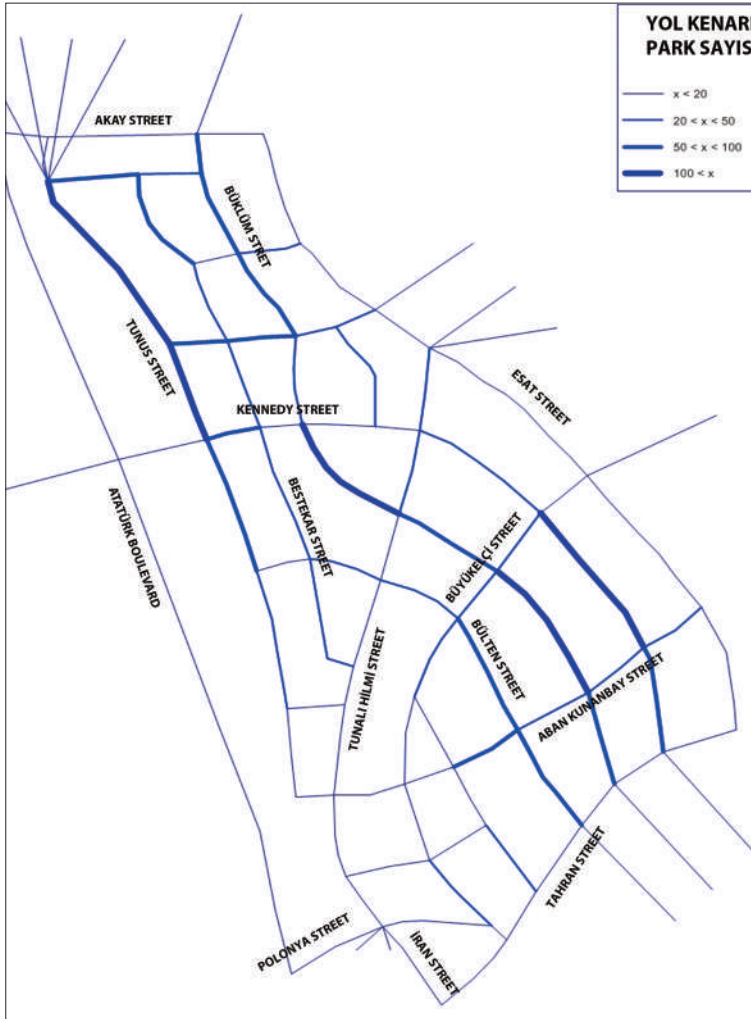 YOL KENARI
PARK SAYIS
x < 20
20 < x < 50
50 < x < 100
100 < x
AKAY STREET
BÜKLÜM STRET
TUNUS STREET
ESAT STREET
KENNEDY STREET
BESTEKAR STREET
ATATÜRK BOULEVARD
BÜYÜKELÇİ STREET
BÜLTEN STREET
TUNALI HİLMİ STREET
ABAN KUNANBAY STREET
TAHRAN STREET
POLONYA STREET
İRAN STREET